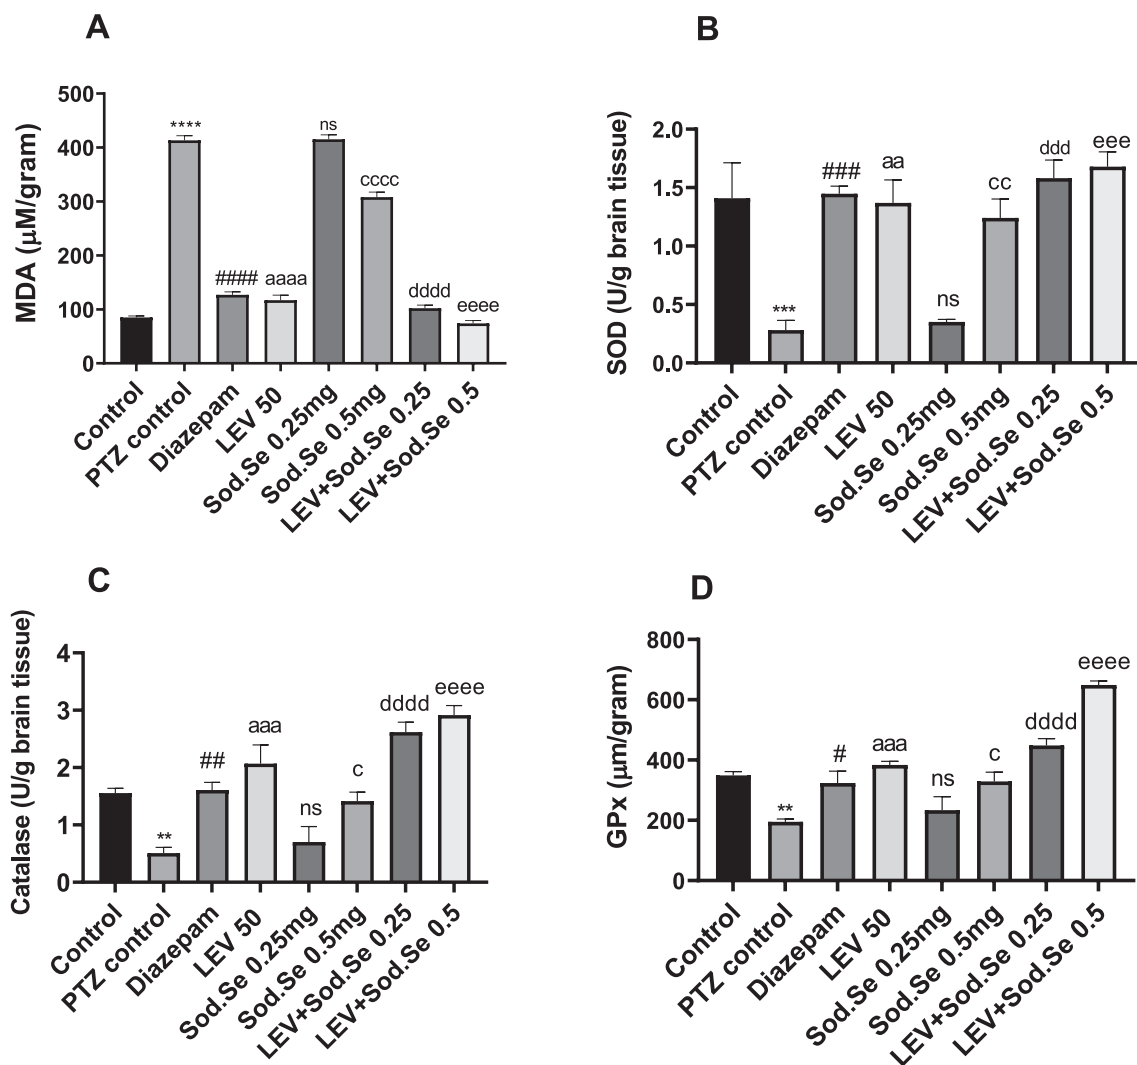 A
MDA (μM/gram)
500
400
300
200
100
0
****
####
aaaa
ns
cccc
dddd
eeee
Control
PTZ control
Diazepam
LEV 50
Sod.Se 0.25mg
Sod.Se 0.5mg
LEV+Sod.Se 0.25
LEV+Sod.Se 0.5
B
SOD (U/g brain tissue)
2.0
1.5
1.0
0.5
0.0
***
###
aa
ns
cc
ddd
eee
Control
PTZ control
Diazepam
LEV 50
Sod.Se 0.25mg
Sod.Se 0.5mg
LEV+Sod.Se 0.25
LEV+Sod.Se 0.5
C
Catalase (U/g brain tissue)
4
3
2
1
0
**
##
aaa
ns
c
dddd
eeee
Control
PTZ control
Diazepam
LEV 50
Sod.Se 0.25mg
Sod.Se 0.5mg
LEV+Sod.Se 0.25
LEV+Sod.Se 0.5
D
GPx (μm/gram)
800
600
400
200
0
**
#
aaa
ns
c
dddd
eeee
Control
PTZ control
Diazepam
LEV 50
Sod.Se 0.25mg
Sod.Se 0.5mg
LEV+Sod.Se 0.25
LEV+Sod.Se 0.5